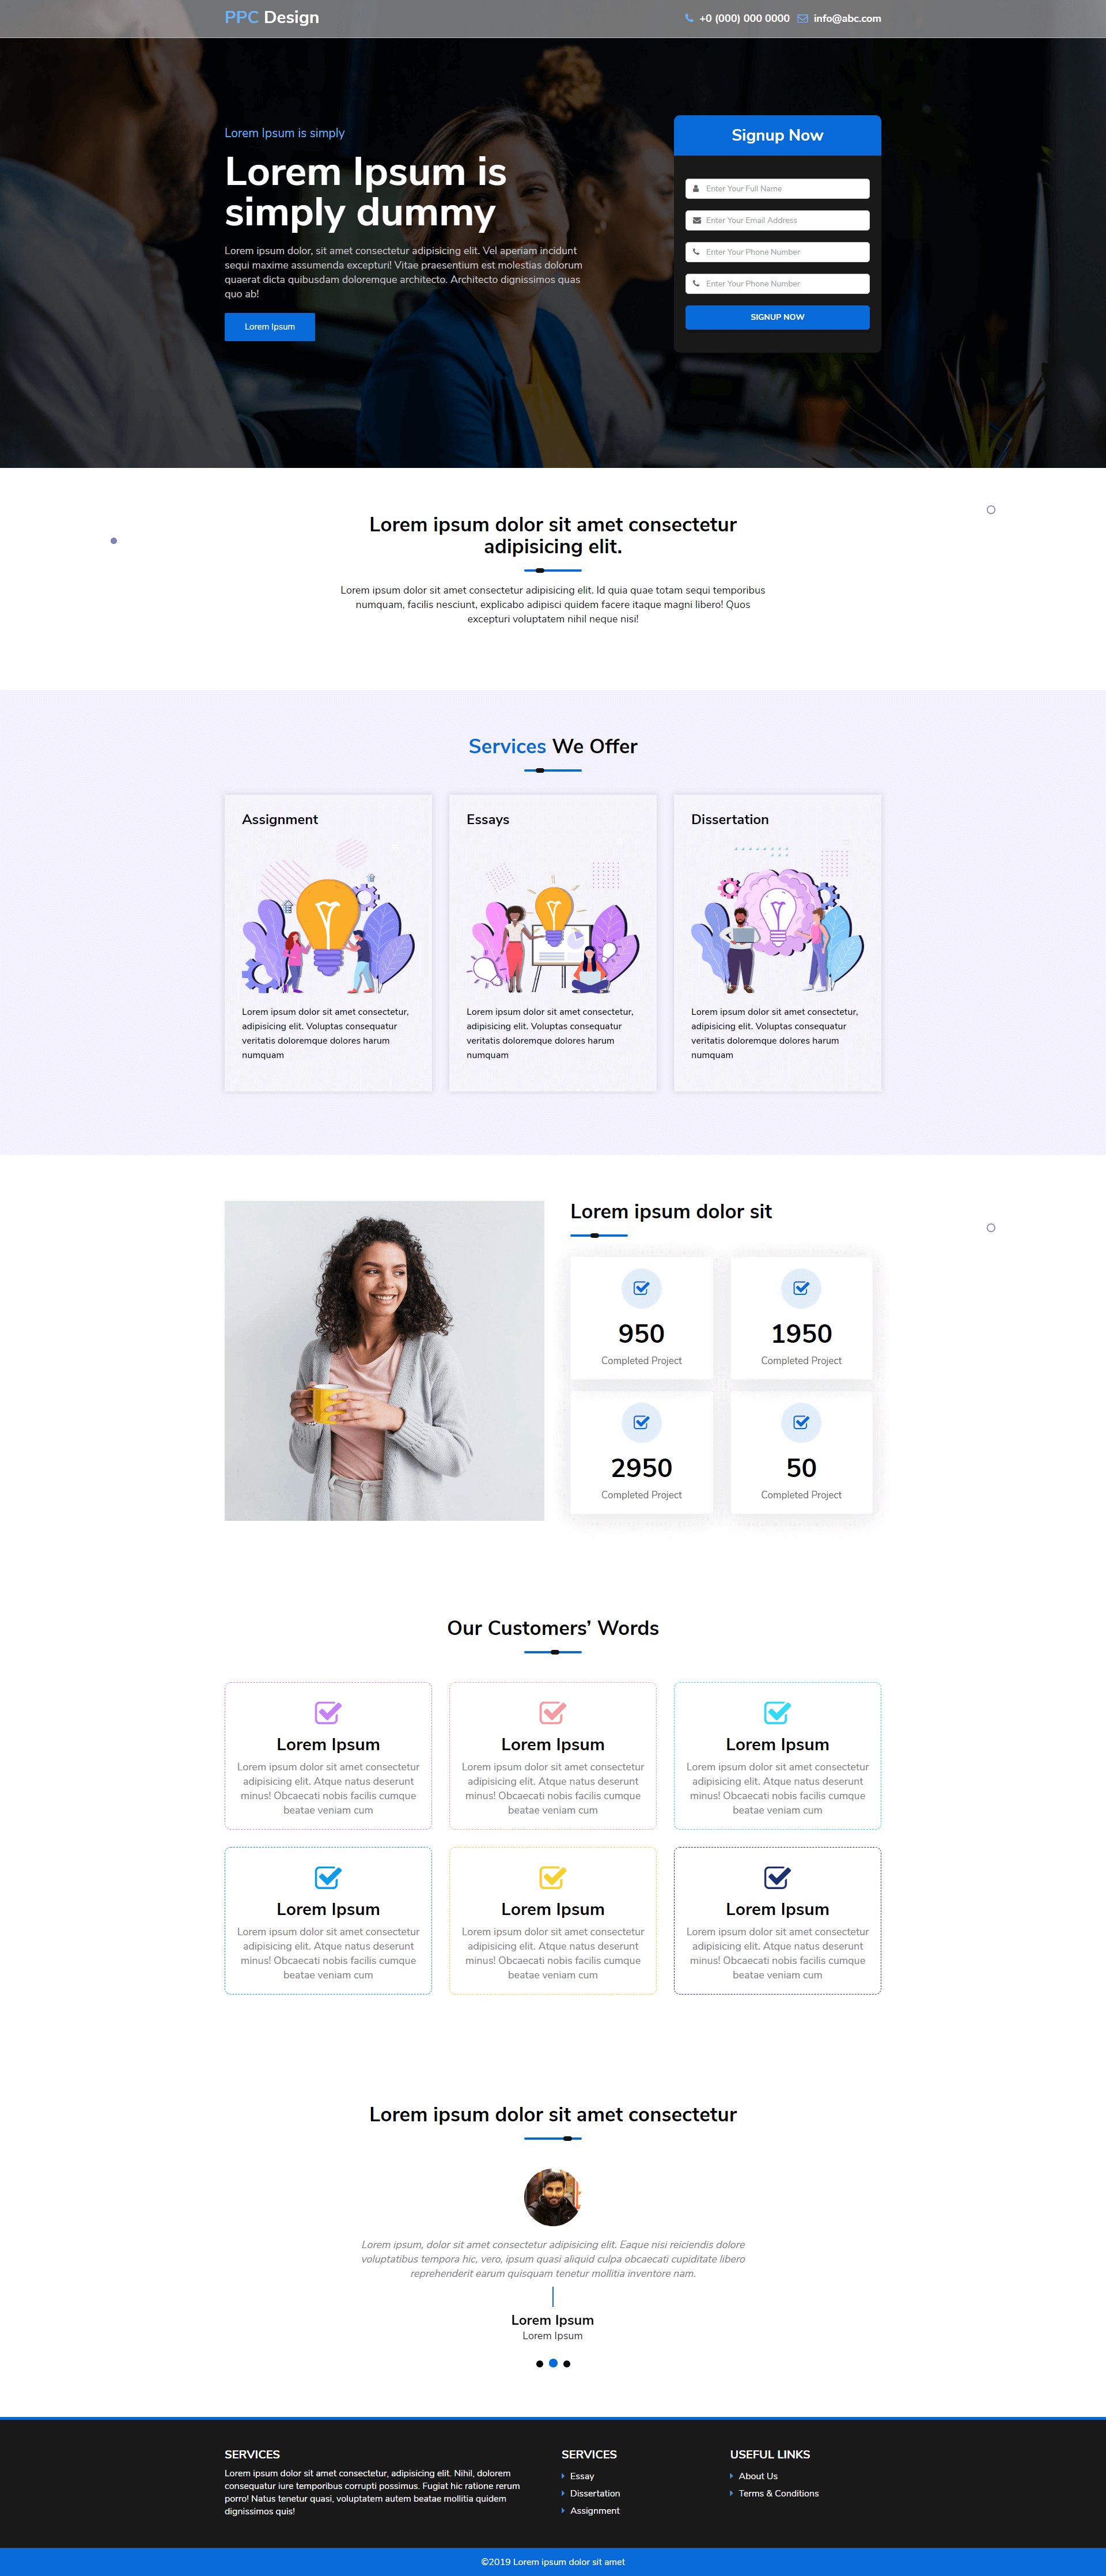 PPC Design
+0 (000) 000 0000 info@abc.com
Lorem Ipsum is simply
Lorem Ipsum is
simply dummy
Lorem ipsum dolor, sit amet consectetur adipisicing elit. Vel aperiam incidunt
sequi maxime assumenda excepturi! Vitae praesentium est molestias dolorum
quaerat dicta quibusdam doloremque architecto. Architecto dignissimos quas
quo ab!
Lorem Ipsum
Signup Now
Enter Your Full Name
Enter Your Email Address
Enter Your Phone Number
Enter Your Phone Number
SIGNUP NOW
Lorem ipsum dolor sit amet consectetur
adipisicing elit.
Lorem ipsum dolor sit amet consectetur adipisicing elit. Id quia quae totam sequi temporibus
numquam, facilis nesciunt, explicabo adipisci quidem facere itaque magni libero! Quos
excepturi voluptatem nihil neque nisi!
Services We Offer
Assignment
Lorem ipsum dolor sit amet consectetur,
adipisicing elit. Voluptas consequatur
veritatis doloremque dolores harum
numquam
Essays
Lorem ipsum dolor sit amet consectetur,
adipisicing elit. Voluptas consequatur
veritatis doloremque dolores harum
numquam
Dissertation
Lorem ipsum dolor sit amet consectetur,
adipisicing elit. Voluptas consequatur
veritatis doloremque dolores harum
numquam
Lorem ipsum dolor sit
950
Completed Project
1950
Completed Project
2950
Completed Project
50
Completed Project
Our Customers’ Words
Lorem Ipsum
Lorem ipsum dolor sit amet consectetur
adipisicing elit. Atque natus deserunt
minus! Obcaecati nobis facilis cumque
beatae veniam cum
Lorem Ipsum
Lorem ipsum dolor sit amet consectetur
adipisicing elit. Atque natus deserunt
minus! Obcaecati nobis facilis cumque
beatae veniam cum
Lorem Ipsum
Lorem ipsum dolor sit amet consectetur
adipisicing elit. Atque natus deserunt
minus! Obcaecati nobis facilis cumque
beatae veniam cum
Lorem Ipsum
Lorem ipsum dolor sit amet consectetur
adipisicing elit. Atque natus deserunt
minus! Obcaecati nobis facilis cumque
beatae veniam cum
Lorem Ipsum
Lorem ipsum dolor sit amet consectetur
adipisicing elit. Atque natus deserunt
minus! Obcaecati nobis facilis cumque
beatae veniam cum
Lorem Ipsum
Lorem ipsum dolor sit amet consectetur
adipisicing elit. Atque natus deserunt
minus! Obcaecati nobis facilis cumque
beatae veniam cum
Lorem ipsum dolor sit amet consectetur
Lorem ipsum, dolor sit amet consectetur adipisicing elit. Eaque nisi reiciendis dolore
voluptatibus tempora hic, vero, ipsum quasi aliquid culpa obcaecati cupiditate libero
reprehenderit earum quisquam tenetur mollitia inventore nam.
Lorem Ipsum
Lorem Ipsum
SERVICES
Lorem ipsum dolor sit amet consectetur, adipisicing elit. Nihil, dolorem
consequatur iure temporibus corrupti possimus. Fugiat hic ratione rerum
porro! Natus tenetur quasi, voluptatem autem beatae mollitia quidem
dignissimos quis!
SERVICES
Essay
Dissertation
Assignment
USEFUL LINKS
About Us
Terms & Conditions
©2019 Lorem ipsum dolor sit amet